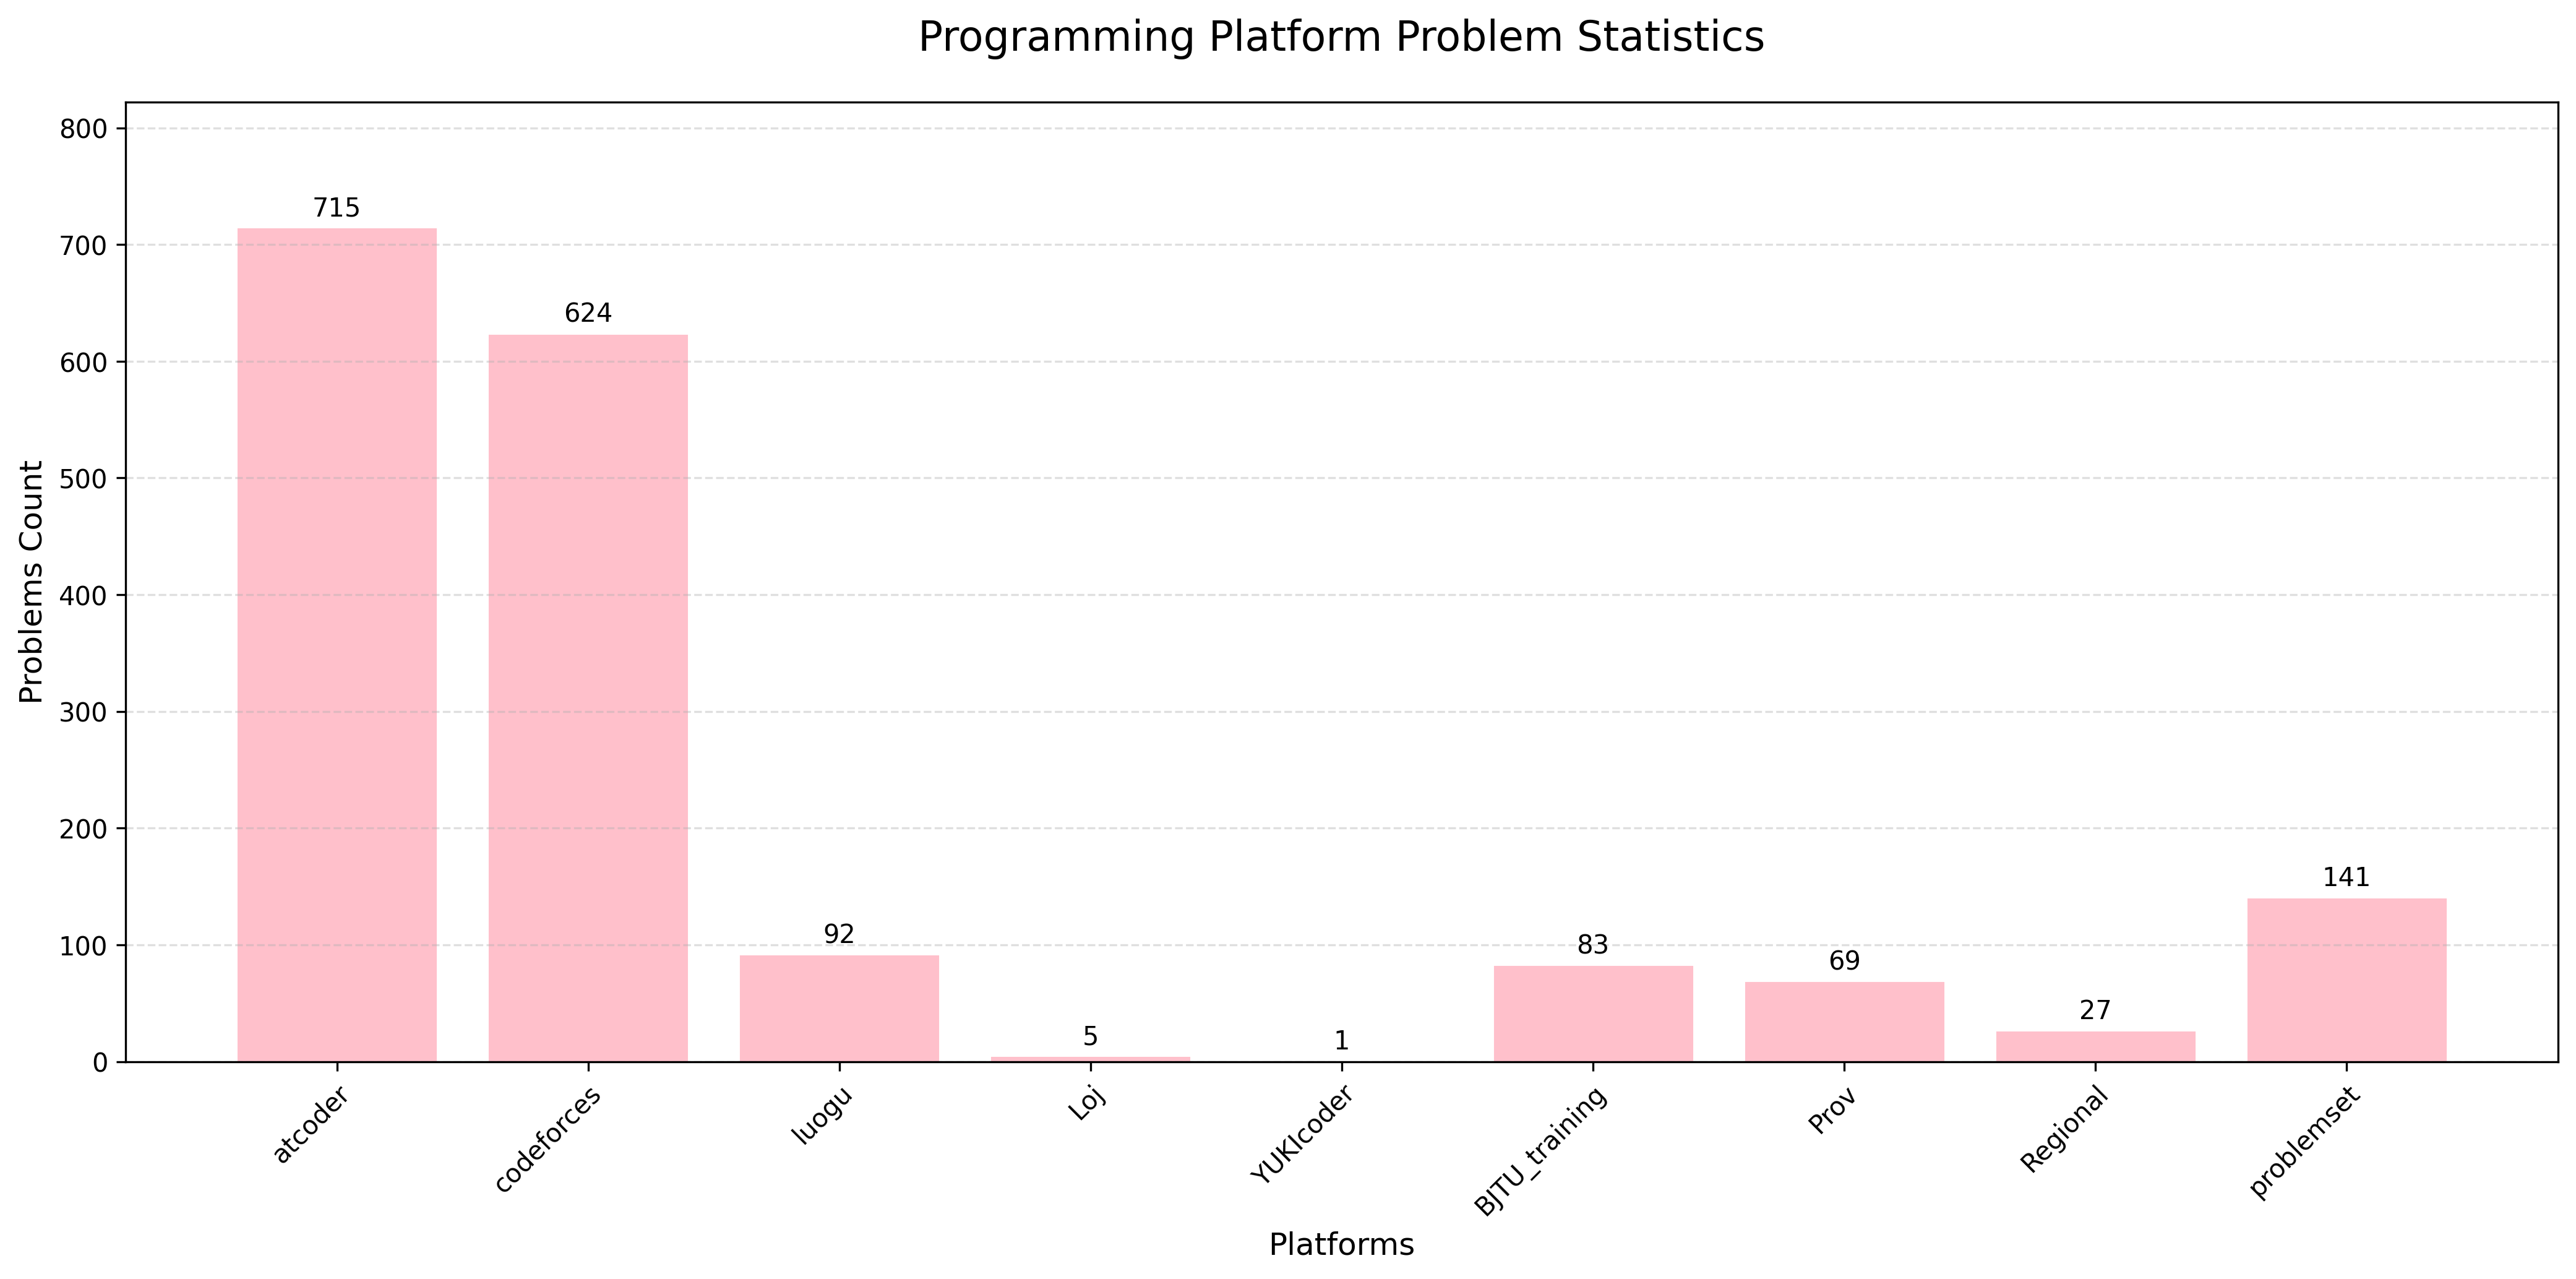 Programming Platform Problem Statistics
Problems Count
800
700
600
500
400
300
200
100
0
715
624
92
5
1
83
69
27
141
atcoder
codeforces
luogu
Loj
YUKIcoder
BJTU_training
Prov
Regional
problemset
Platforms